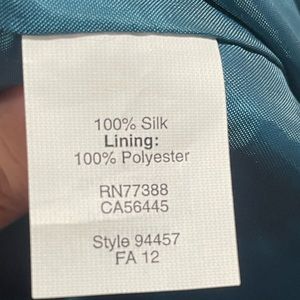 100% Silk
Lining:
100% Polyester
RN77388
CA56445
Style 94457
FA 12